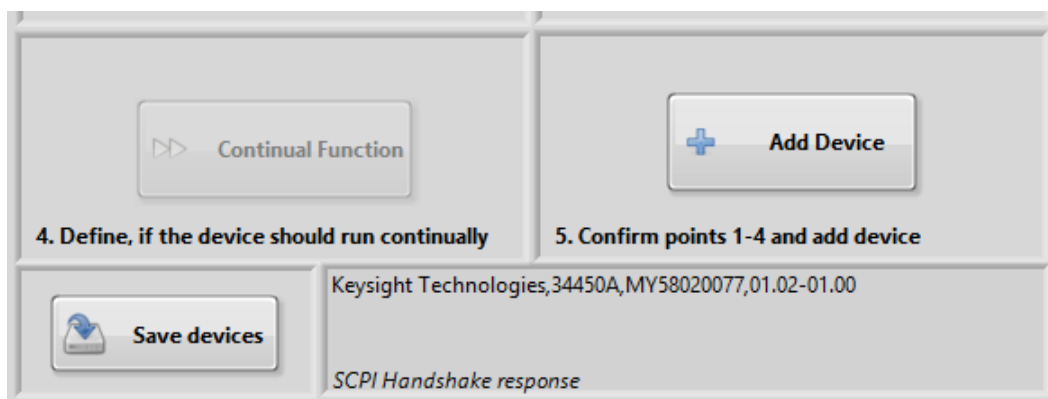 Continual Function
4. Define, if the device should run continually
Add Device
5. Confirm points 1-4 and add device
Save devices
Keysight Technologies,34450A,MY58020077,01.02-01.00
SCPI Handshake response